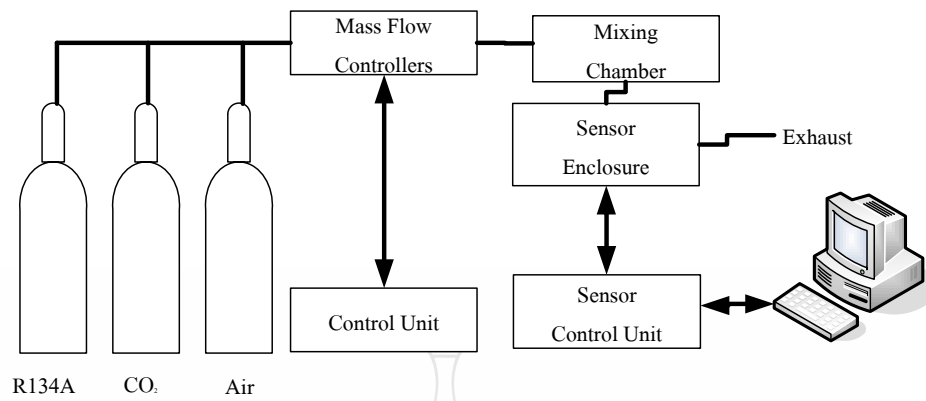 Mass Flow
Controllers
Mixing
Chamber
Sensor
Enclosure
Exhaust
Control Unit
Sensor
Control Unit
R134A
CO₂
Air